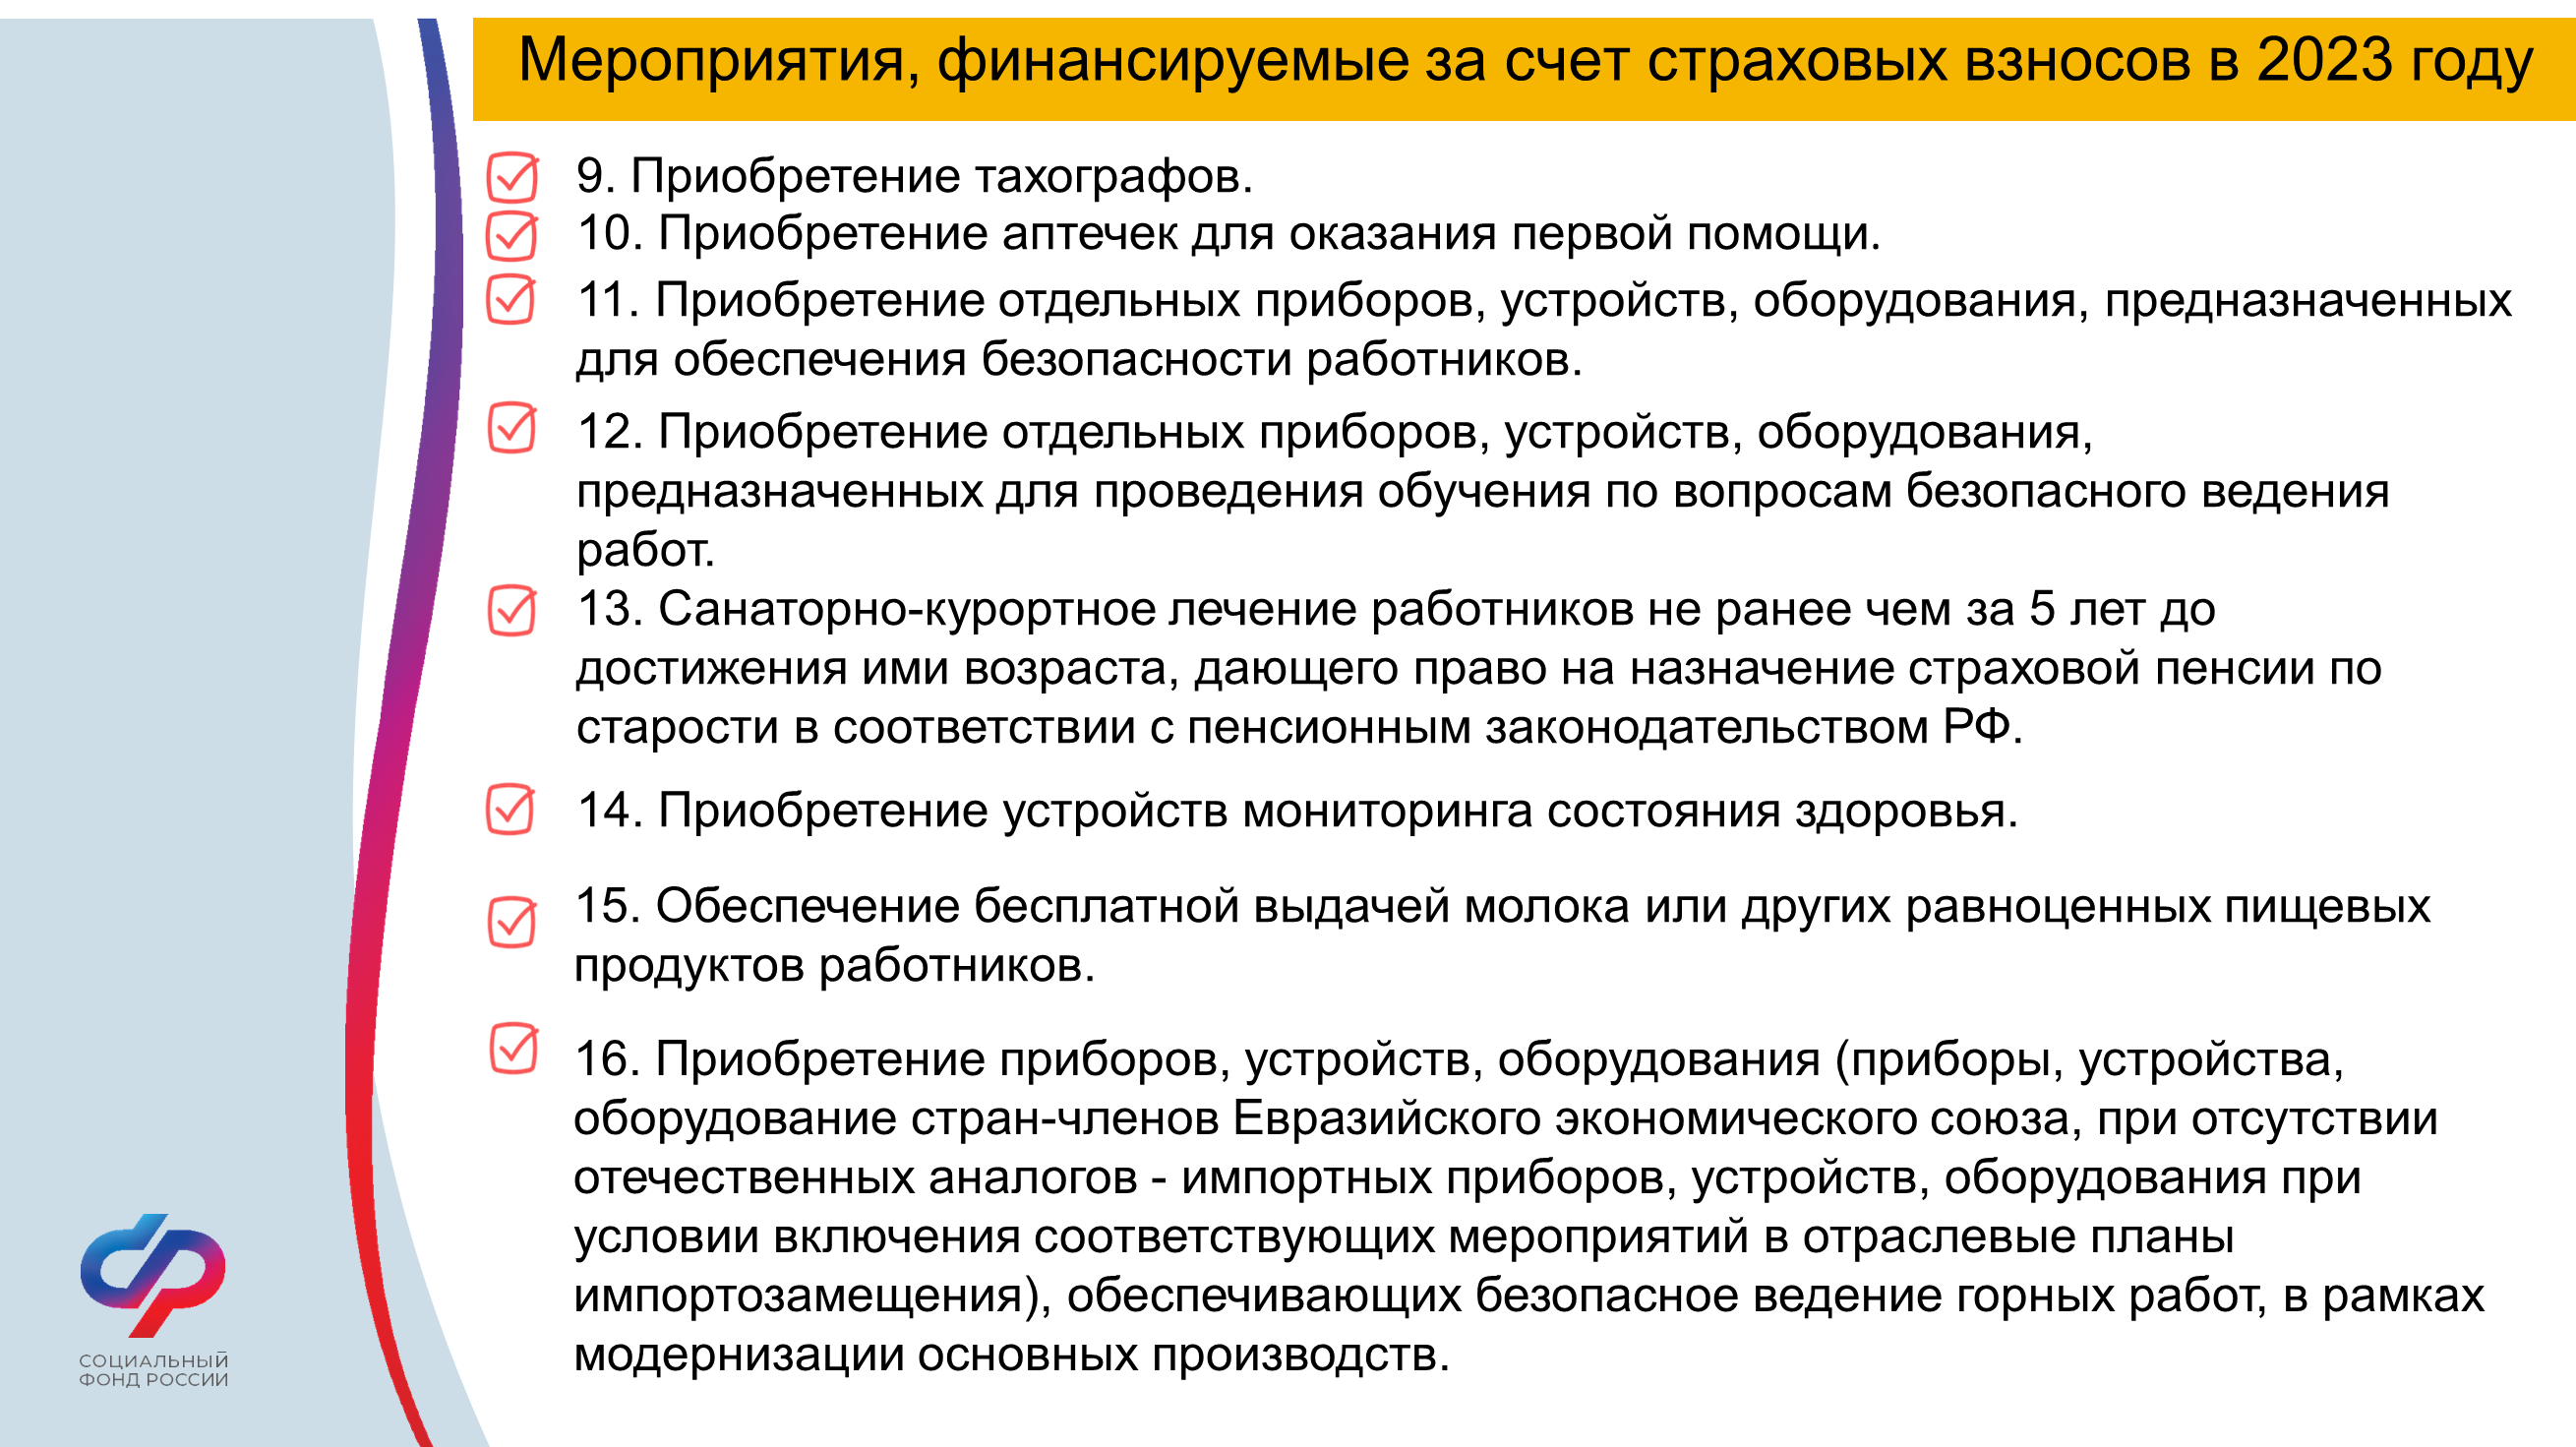 Мероприятия, финансируемые за счет страховых взносов в 2023 году
9. Приобретение тахографов.
10. Приобретение аптечек для оказания первой помощи.
11. Приобретение отдельных приборов, устройств, оборудования, предназначенных
для обеспечения безопасности работников.
12. Приобретение отдельных приборов, устройств, оборудования,
предназначенных для проведения обучения по вопросам безопасного ведения
работ.
13. Санаторно-курортное лечение работников не ранее чем за 5 лет до
достижения ими возраста, дающего право на назначение страховой пенсии по
старости в соответствии с пенсионным законодательством РФ.
14. Приобретение устройств мониторинга состояния здоровья.
15. Обеспечение бесплатной выдачей молока или других равноценных пищевых
продуктов работников.
16. Приобретение приборов, устройств, оборудования (приборы, устройства,
оборудование стран-членов Евразийского экономического союза, при отсутствии
отечественных аналогов - импортных приборов, устройств, оборудования при
условии включения соответствующих мероприятий в отраслевые планы
импортозамещения), обеспечивающих безопасное ведение горных работ, в рамках
модернизации основных производств.
СОЦИАЛЬНЫЙ
ФОНД РОССИИ